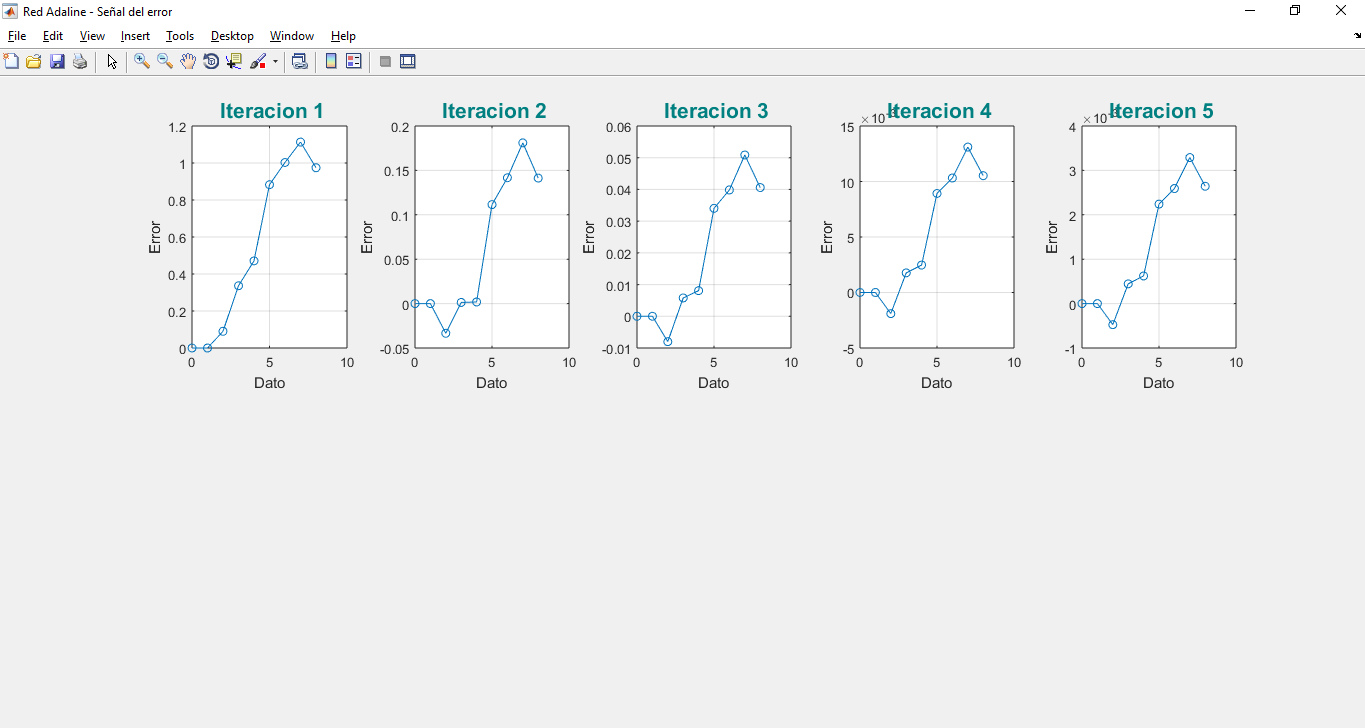 Red Adaline - Señal del error
File Edit View Insert Tools Desktop Window Help
Iteracion 1
1.2
1
0.8
0.6
0.4
0.2
0
0 5 10
Error
Dato
Iteracion 2
0.2
0.15
0.1
0.05
0
-0.05
0 5 10
Error
Dato
Iteracion 3
0.06
0.05
0.04
0.03
0.02
0.01
0
-0.01
0 5 10
Error
Dato
Iteracion 4
× 10
15
10
5
0
-5
0 5 10
Error
Dato
Iteracion 5
× 10
4
3
2
1
0
-1
0 5 10
Error
Dato